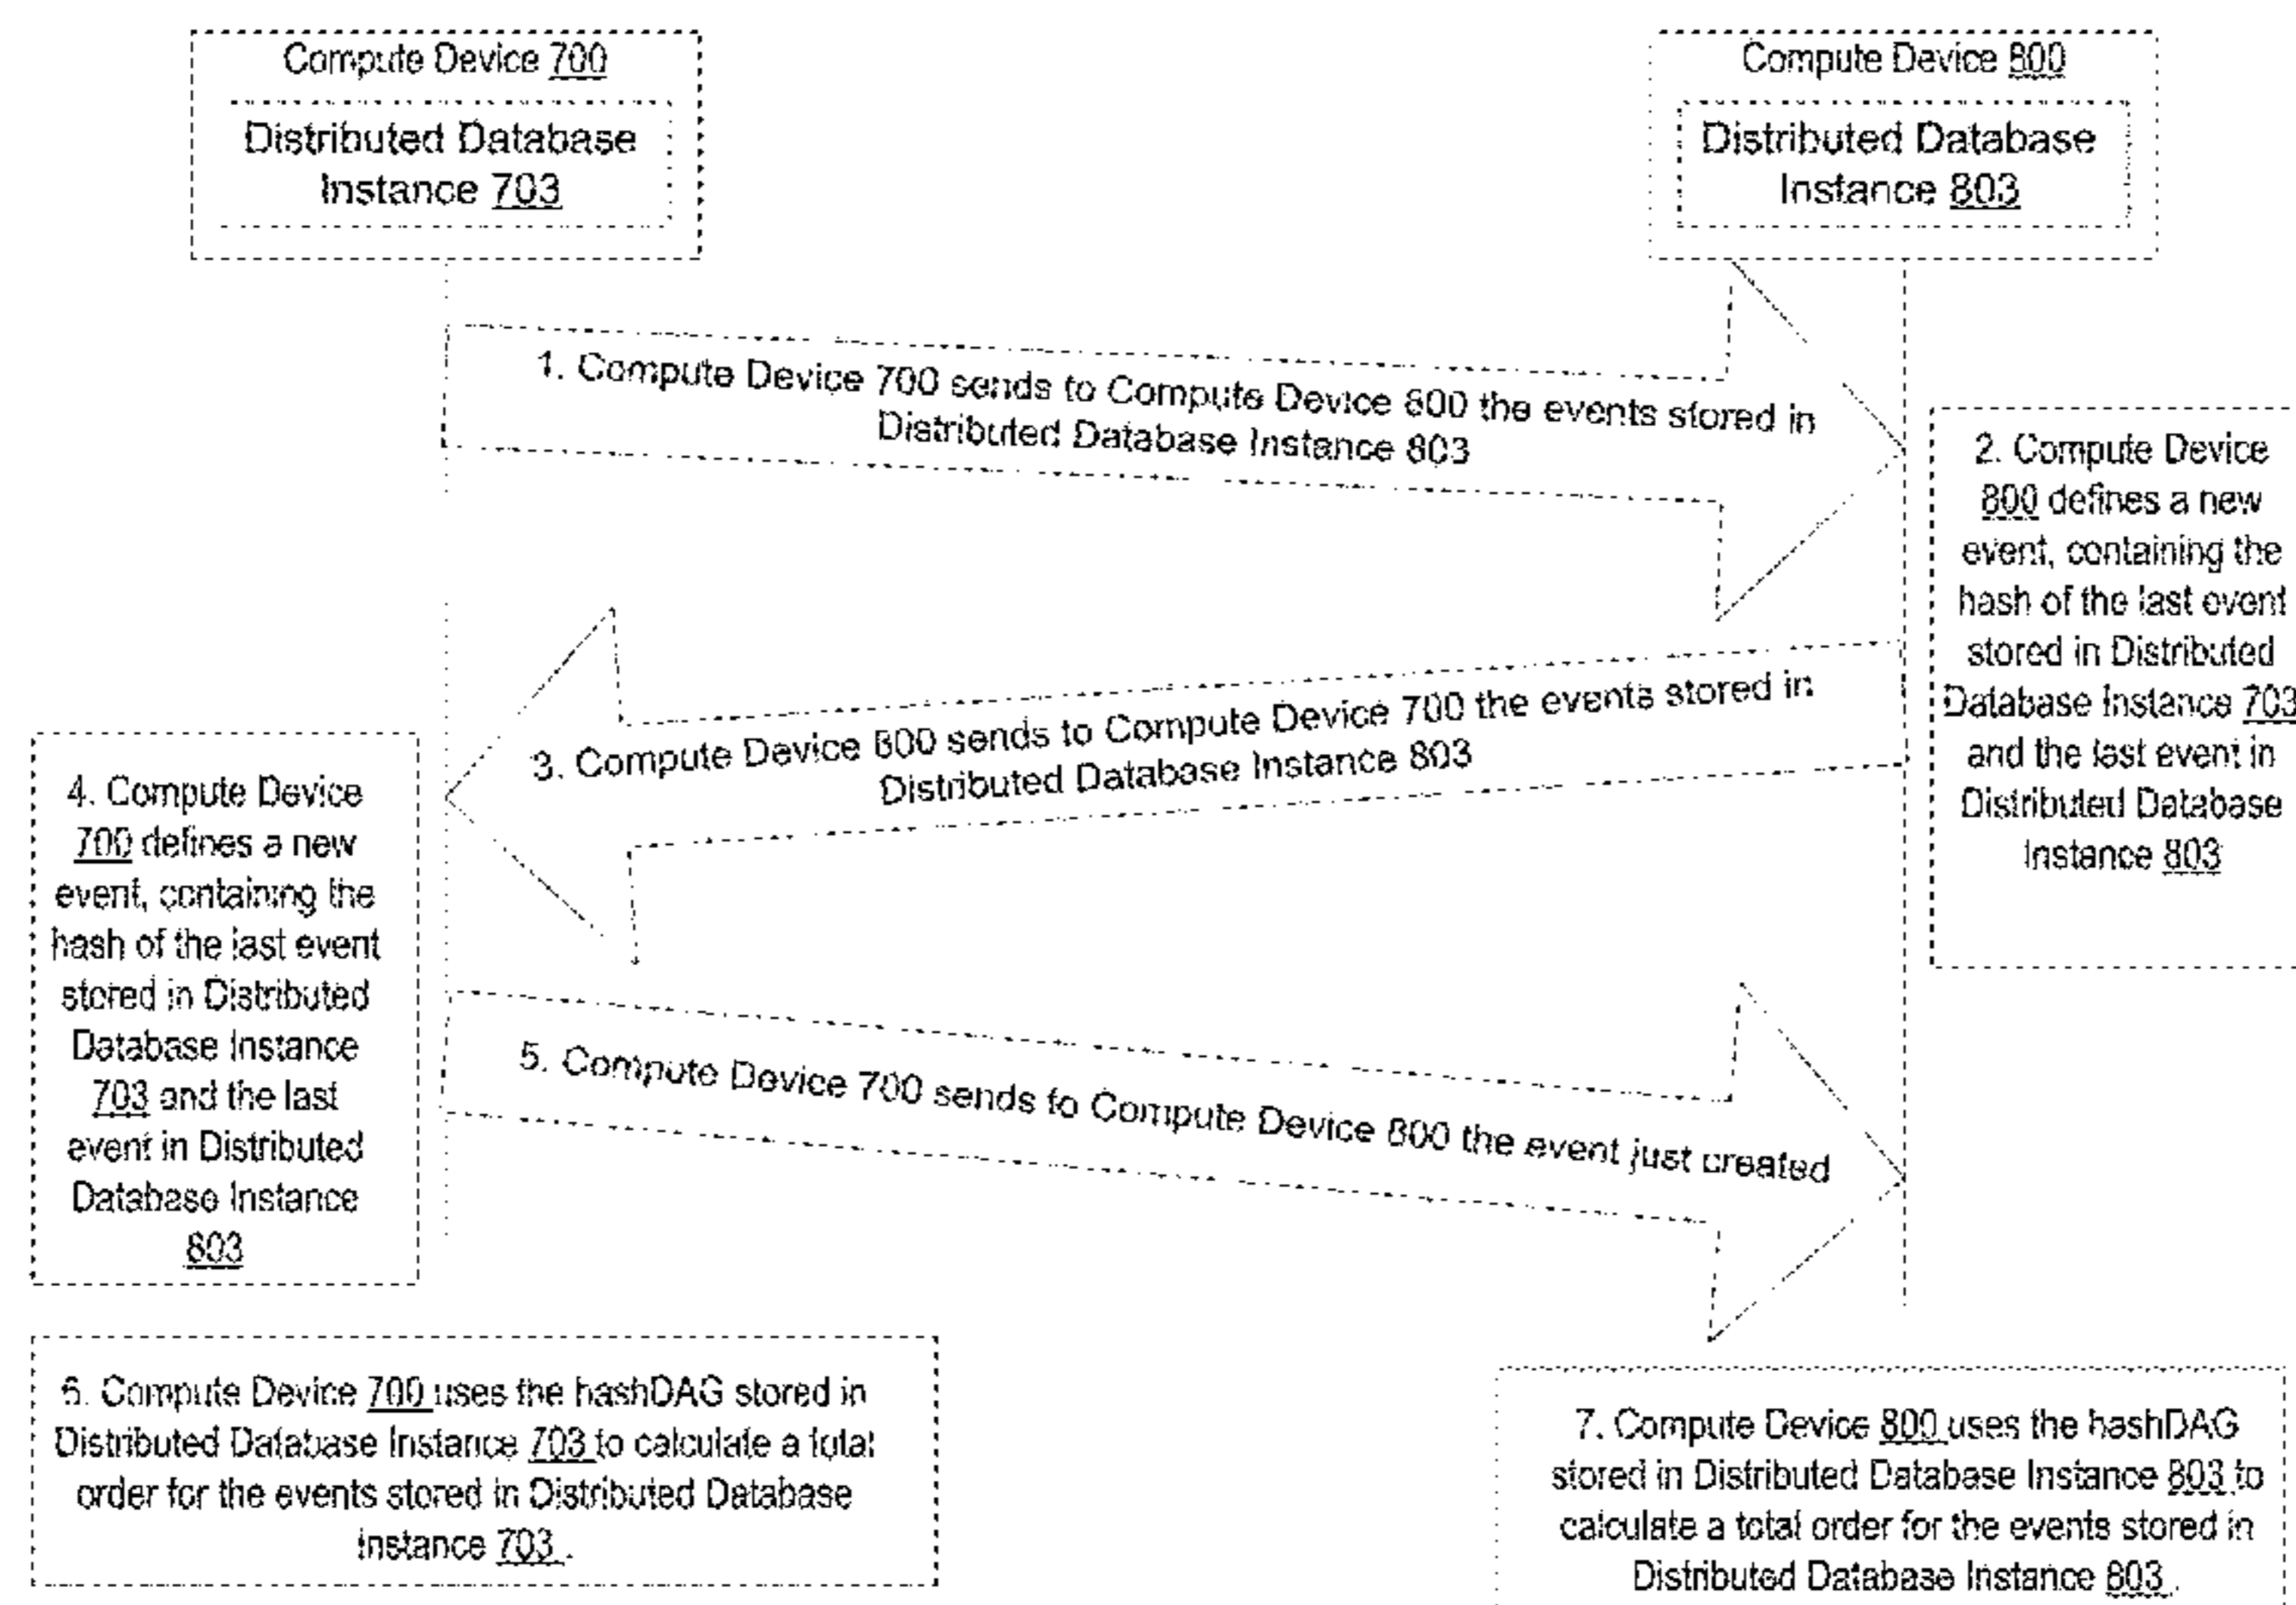 Compute Device 700
Distributed Database
Instance 703
Compute Device 800
Distributed Database
Instance 803
1. Compute Device 700 sends to Compute Device 800 the events stored in
Distributed Database Instance 803
2. Compute Device
800 defines a new
event, containing the
hash of the last event
stored in Distributed
Database Instance 703
and the last event in
Distributed Database
Instance 803
3. Compute Device 800 sends to Compute Device 700 the events stored in
Distributed Database Instance 803
4. Compute Device
700 defines a new
event, containing the
hash of the last event
stored in Distributed
Database Instance
703 and the last
event in Distributed
Database Instance
803
5. Compute Device 700 sends to Compute Device 800 the event just created
6. Compute Device 700 uses the hashDAG stored in
Distributed Database Instance 703 to calculate a total
order for the events stored in Distributed Database
Instance 703.
7. Compute Device 800 uses the hashDAG
stored in Distributed Database Instance 803 to
calculate a total order for the events stored in
Distributed Database Instance 803.